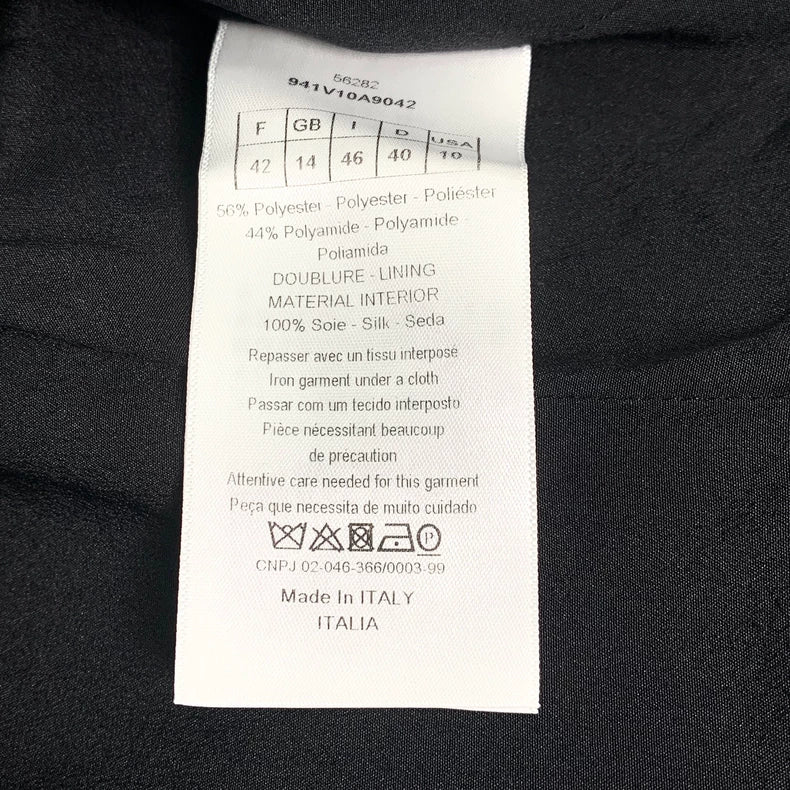 56282
941V10A9042
F GB I D USA
42 14 46 40 10
56% Polyester - Polyester - Poliéster
44% Polyamide - Polyamide -
Poliamida
DOUBLURE - LINING
MATERIAL INTERIOR
100% Soie - Silk - Seda
Repasser avec un tissu interposé
Iron garment under a cloth
Passar com um tecido interposto
Pièce nécessitant beaucoup
de précaution
Attentive care needed for this garment
Peça que necessita de muito cuidado
P
CNPJ 02-046-366/0003-99
Made In ITALY
ITALIA